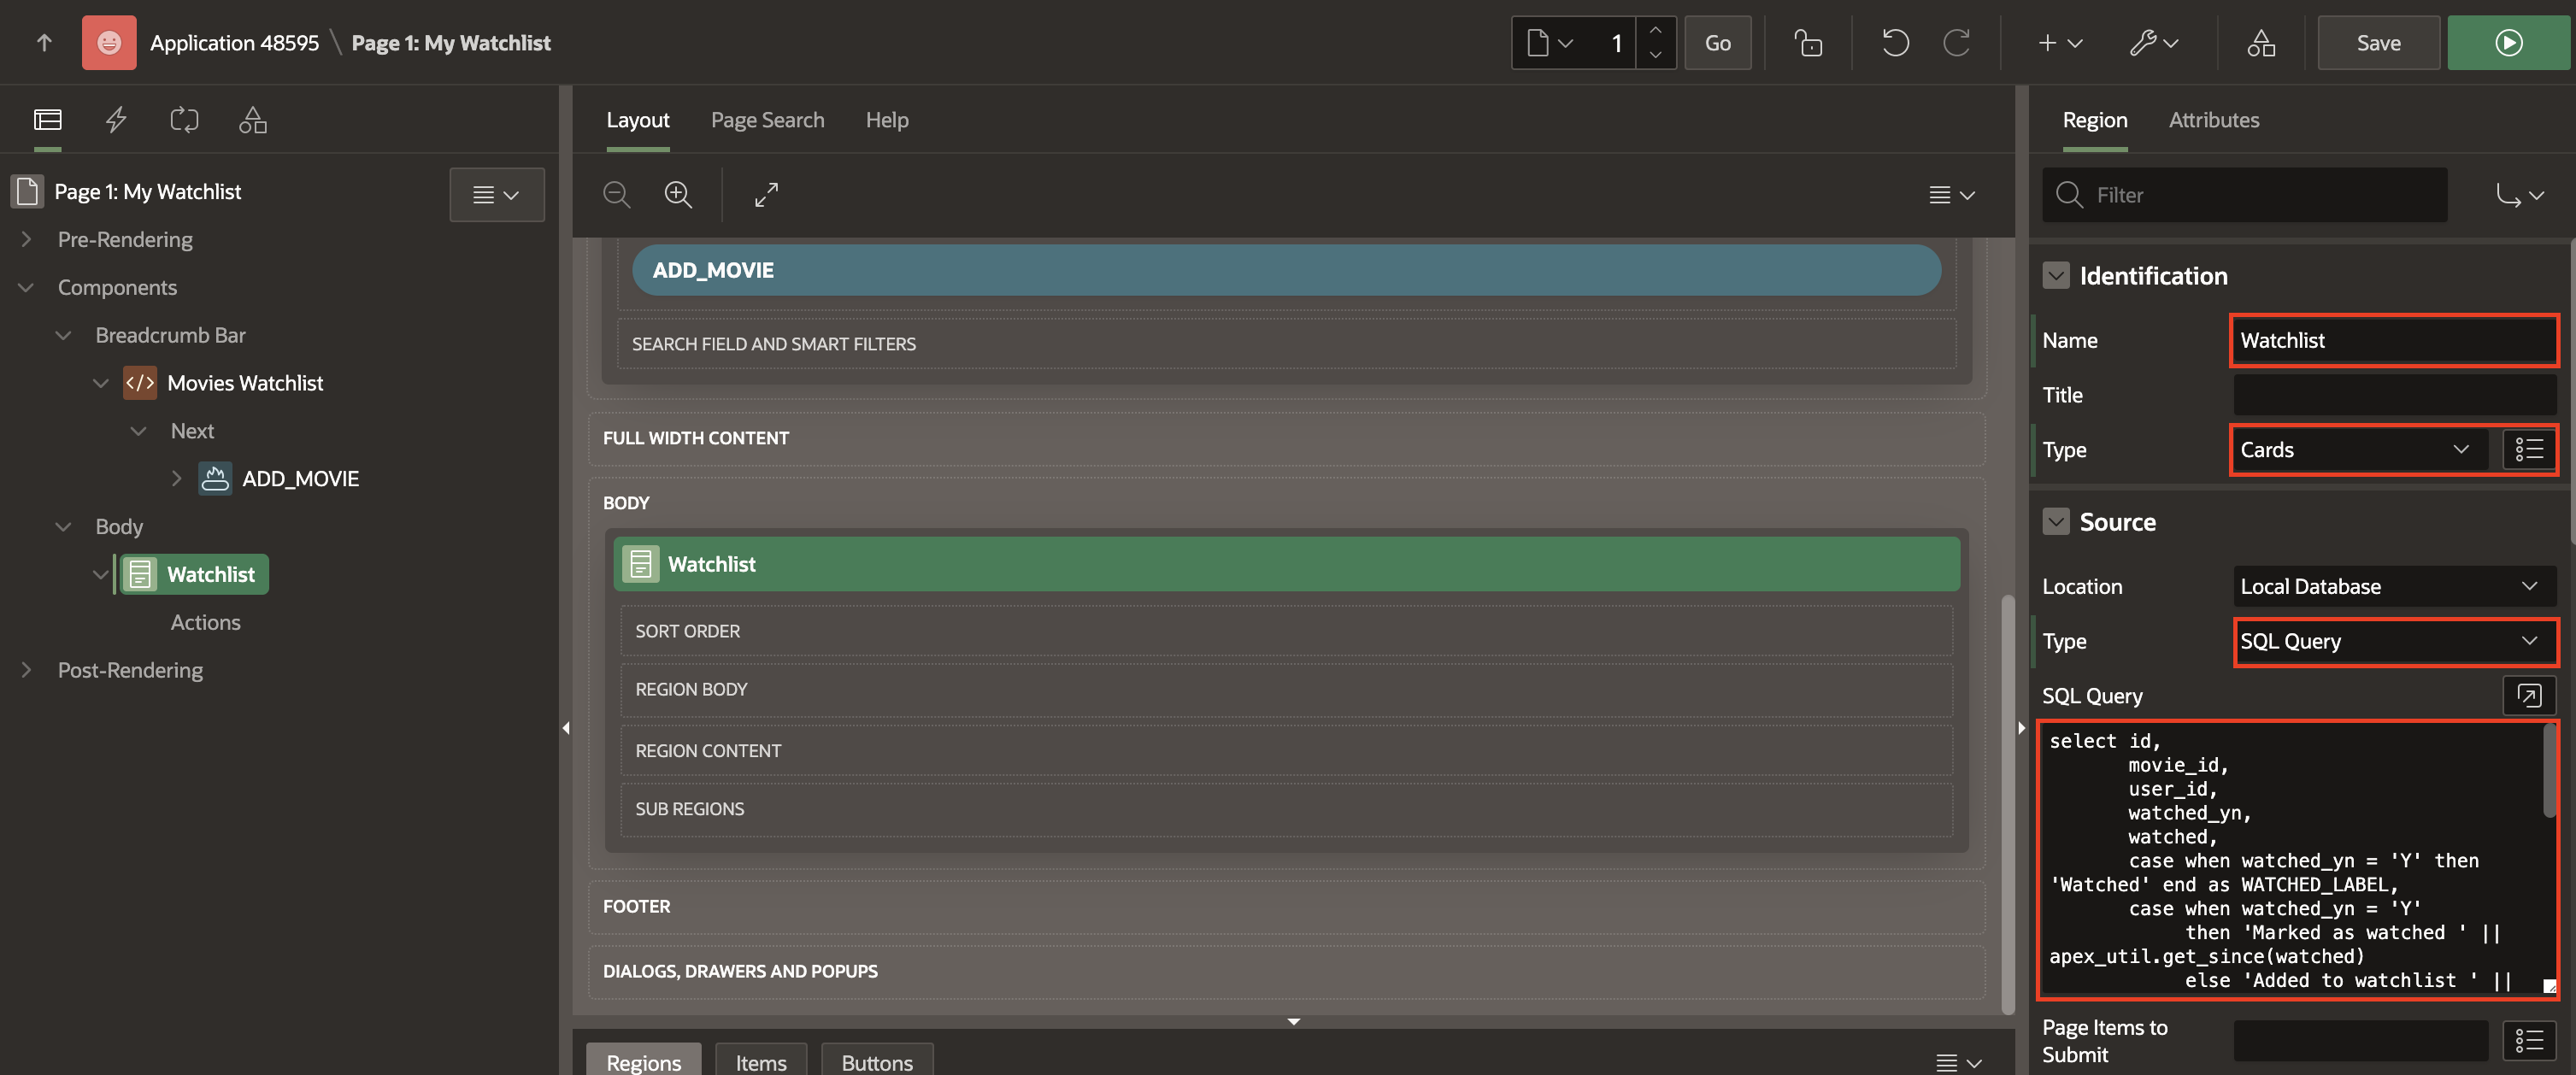 Application 48595 \ Page 1: My Watchlist
1
Go
Save
Page 1: My Watchlist
Pre-Rendering
Components
Breadcrumb Bar
</> Movies Watchlist
Next
ADD_MOVIE
Body
Watchlist
Actions
Post-Rendering
Layout
Page Search
Help
ADD_MOVIE
SEARCH FIELD AND SMART FILTERS
FULL WIDTH CONTENT
BODY
Watchlist
SORT ORDER
REGION BODY
REGION CONTENT
SUB REGIONS
FOOTER
DIALOGS, DRAWERS AND POPUPS
Regions
Items
Buttons
Region
Attributes
Filter
Identification
Name
Watchlist
Title
Type
Cards
Source
Location
Local Database
Type
SQL Query
SQL Query
select id,
movie_id,
user_id,
watched_yn,
watched,
case when watched_yn = 'Y' then
'Watched' end as WATCHED_LABEL,
case when watched_yn = 'Y'
then 'Marked as watched ' ||
apex_util.get_since(watched)
else 'Added to watchlist ' ||
Page Items to
Submit